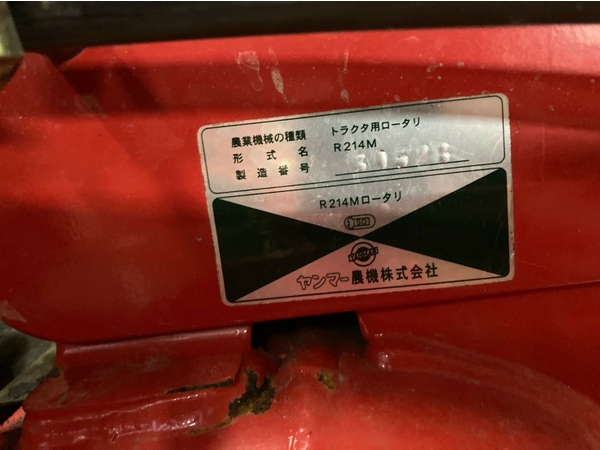 農業機械の種類 トラクタ用ロータリ
形式名 R214M
製造番号 30528
R214Mロータリ
ヤンマー農機株式会社